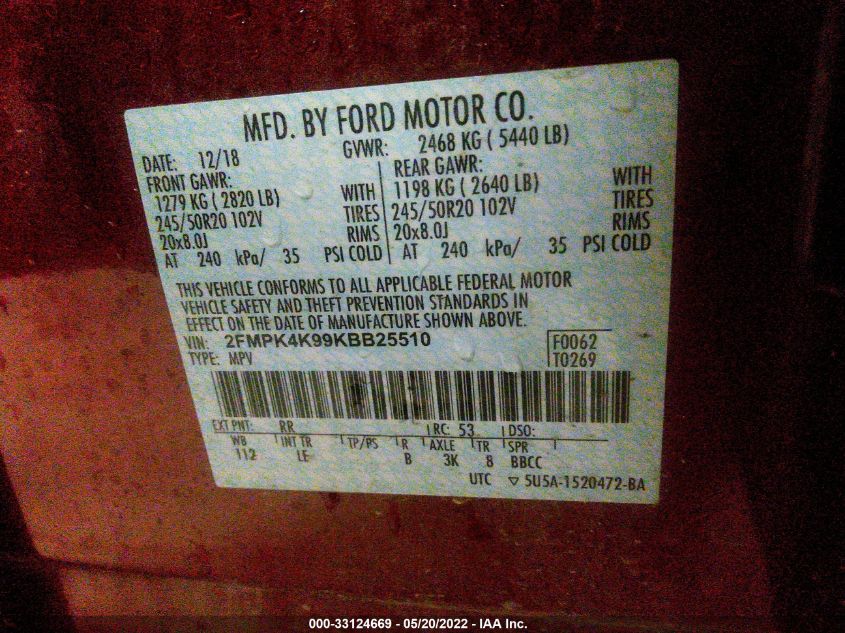 MFD. BY FORD MOTOR CO.
DATE: 12/18 GVWR: 2468 KG ( 5440 LB)
FRONT GAWR: REAR GAWR:
1279 KG ( 2820 LB) WITH 1198 KG ( 2640 LB) WITH
245/50R20 102V TIRES 245/50R20 102V TIRES
20x8.0J RIMS 20x8.0J RIMS
AT 240 kPa/ 35 PSI COLD AT 240 kPa/ 35 PSI COLD
THIS VEHICLE CONFORMS TO ALL APPLICABLE FEDERAL MOTOR
VEHICLE SAFETY AND THEFT PREVENTION STANDARDS IN
EFFECT ON THE DATE OF MANUFACTURE SHOWN ABOVE.
VIN: 2FMPK4K99KBB25510 F0062
TYPE: MPV T0269
EXT PNT: RR RC: 53 DSO:
WB INT TR TP/PS R AXLE TR SPR
112 LE B 3K 8 BBCC
UTC ▽ 5U5A-1520472-BA
000-33124669 - 05/20/2022 - IAA Inc.